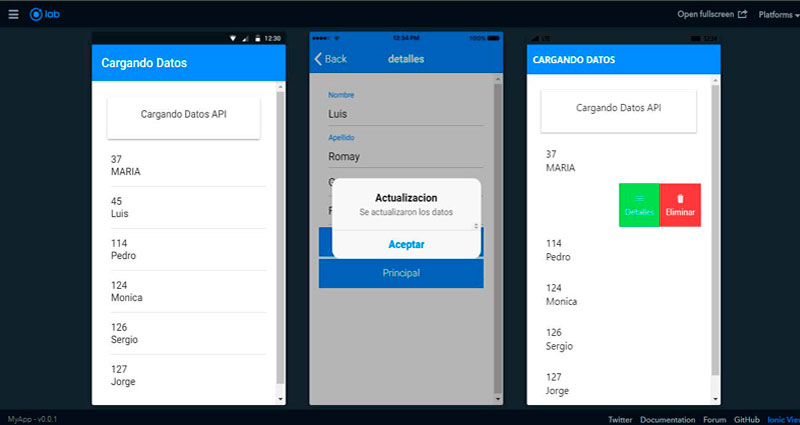 lab
Open fullscreen
Platforms
12:30
Cargando Datos
Cargando Datos API
37
MARIA
45
Luis
114
Pedro
124
Monica
126
Sergio
127
Jorge
12:34 PM
100%
Back
detalles
Nombre
Luis
Apellido
Romay
Actualizacion
Se actualizaron los datos
Aceptar
Principal
CARGANDO DATOS
Cargando Datos API
37
MARIA
Detalles
Eliminar
114
Pedro
124
Monica
126
Sergio
127
Jorge
MyApp - v0.0.1
Twitter
Documentation
Forum
GitHub
Ionic View